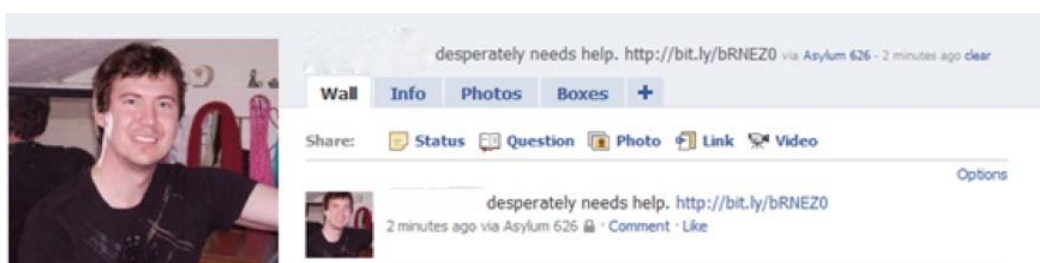 desperately needs help. http://bit.ly/bRNEZ0 via Asylum 626 - 2 minutes ago clear
Wall Info Photos Boxes +
Share: Status Question Photo Link Video
Options
desperately needs help. http://bit.ly/bRNEZ0
2 minutes ago via Asylum 626 · Comment · Like